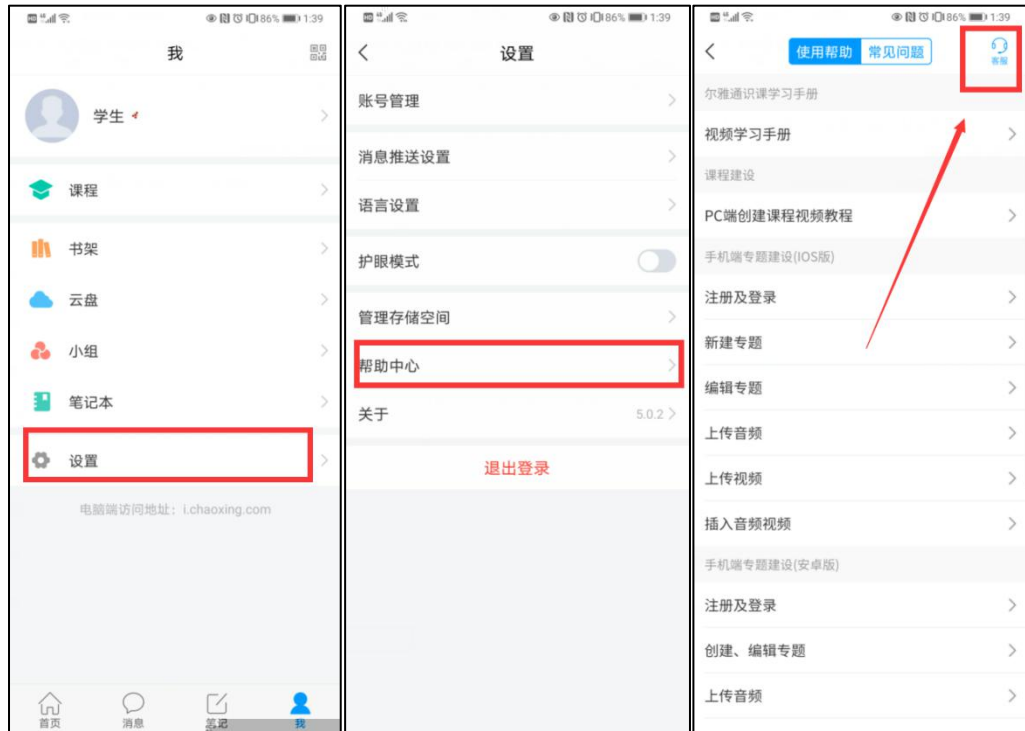 86% 1:39
我
学生
课程
书架
云盘
小组
笔记本
设置
电脑端访问地址：i.chaoxing.com
首页
消息
笔记
我
86% 1:39
设置
账号管理
消息推送设置
语言设置
护眼模式
管理存储空间
帮助中心
关于 5.0.2
退出登录
86% 1:39
使用帮助 常见问题 客服
尔雅通识课学习手册
视频学习手册
课程建设
PC端创建课程视频教程
手机端专题建设(IOS版)
注册及登录
新建专题
编辑专题
上传音频
上传视频
插入音频视频
手机端专题建设(安卓版)
注册及登录
创建、编辑专题
上传音频